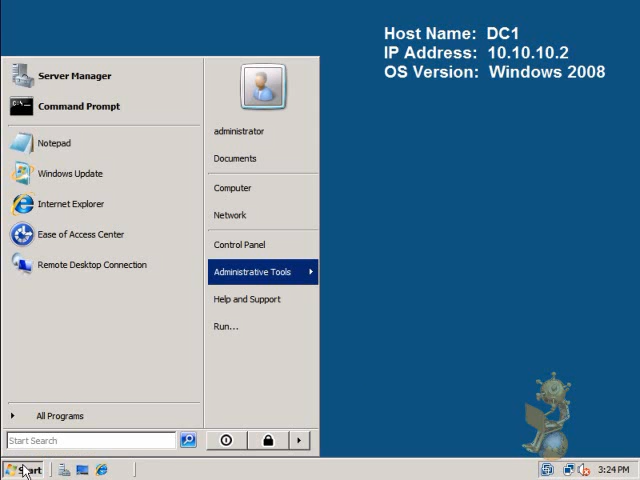 Host Name: DC1
IP Address: 10.10.10.2
OS Version: Windows 2008
Server Manager
Command Prompt
Notepad
Windows Update
Internet Explorer
Ease of Access Center
Remote Desktop Connection
All Programs
Start Search
administrator
Documents
Computer
Network
Control Panel
Administrative Tools
Help and Support
Run...
Start
3:24 PM